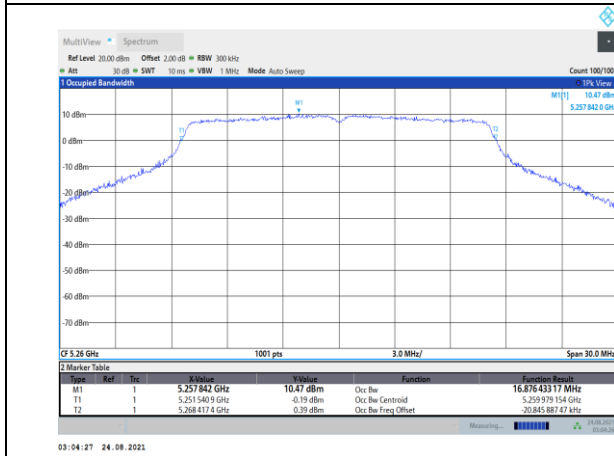 MultiView Spectrum
Ref Level 20.00 dBm Offset 2.00 dB RBW 300 kHz
Att 30 dB SWT 10 ms VBW 1 MHz Mode Auto Sweep Count 100/100
1 Occupied Bandwidth 1Pk View
M1[1] 10.47 dBm
5.257 842 0 GHz
M1
10 dBm
T1 T2
0 dBm
-10 dBm
-20 dBm
-30 dBm
-40 dBm
-50 dBm
-60 dBm
-70 dBm
CF 5.26 GHz 1001 pts 3.0 MHz/ Span 30.0 MHz
2 Marker Table
Type Ref Trc X-Value Y-Value Function Function Result
M1 1 5.257 842 GHz 10.47 dBm Occ Bw 16.876 433 17 MHz
T1 1 5.251 540 9 GHz -0.19 dBm Occ Bw Centroid 5.259 979 154 GHz
T2 1 5.268 417 4 GHz 0.39 dBm Occ Bw Freq Offset -20.845 887 47 kHz
Measuring... 24.08.2021
03:04:26
03:04:27 24.08.2021